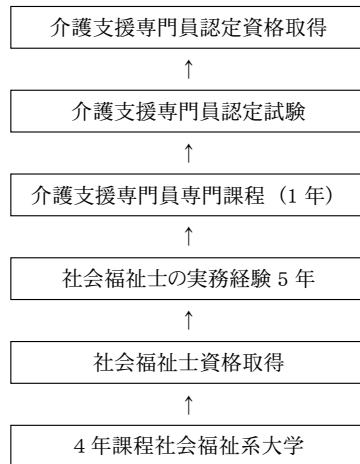 介護支援専門員認定資格取得
↑
介護支援専門員認定試験
↑
介護支援専門員専門課程（1 年）
↑
社会福祉士の実務経験 5 年
↑
社会福祉士資格取得
↑
4 年課程社会福祉系大学